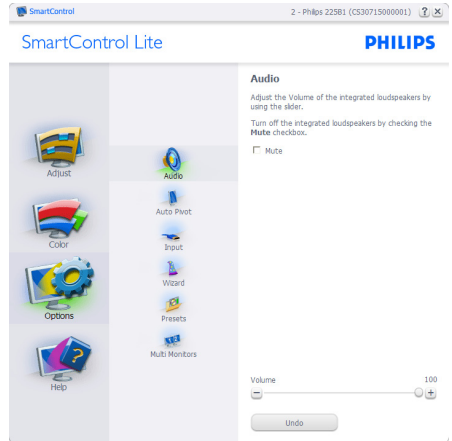 SmartControl
2 - Philips 225B1 (CS30715000001)
SmartControl Lite
PHILIPS
Adjust
Color
Options
Help
Audio
Auto Pivot
Input
Wizard
Presets
Multi Monitors
Audio
Adjust the Volume of the integrated loudspeakers by
using the slider.
Turn off the integrated loudspeakers by checking the
Mute checkbox.
Mute
Volume
100
Undo